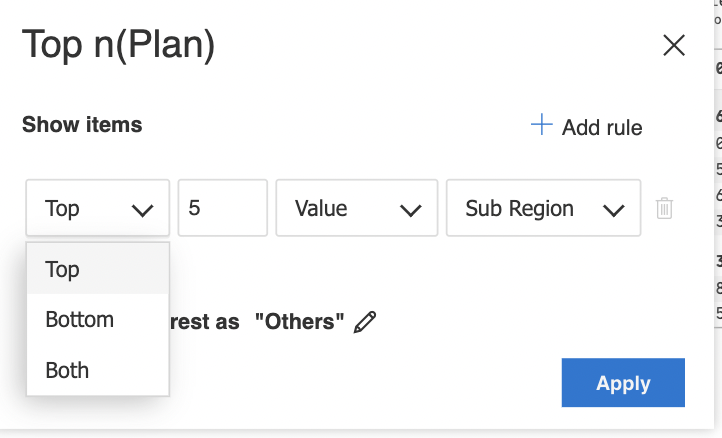 Top n(Plan)
Show items
Add rule
Top 5 Value Sub Region
Top
Bottom
rest as "Others"
Both
Apply